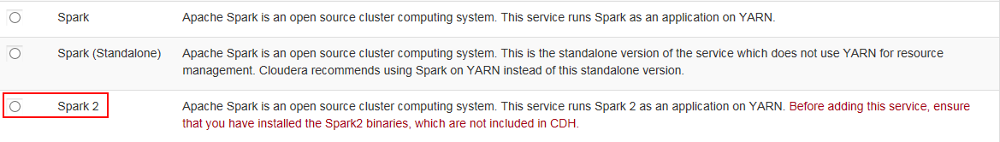 Spark Apache Spark is an open source cluster computing system. This service runs Spark as an application on YARN.
Spark (Standalone) Apache Spark is an open source cluster computing system. This is the standalone version of the service which does not use YARN for resource
management. Cloudera recommends using Spark on YARN instead of this standalone version.
Spark 2 Apache Spark is an open source cluster computing system. This service runs Spark 2 as an application on YARN. Before adding this service, ensure
that you have installed the Spark2 binaries, which are not included in CDH.